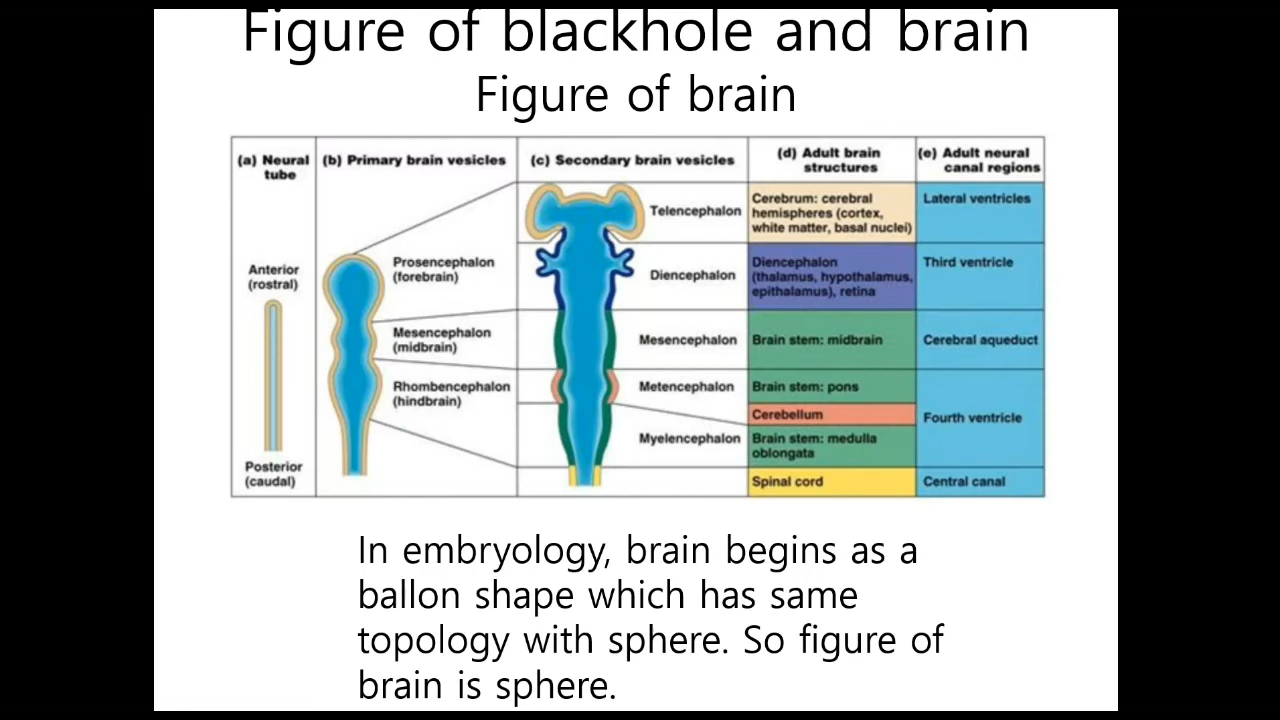 Figure of blackhole and brain
Figure of brain
(a) Neural
tube
(b) Primary brain vesicles
(c) Secondary brain vesicles
(d) Adult brain
structures
(e) Adult neural
canal regions
Anterior
(rostral)
Posterior
(caudal)
Prosencephalon
(forebrain)
Mesencephalon
(midbrain)
Rhombencephalon
(hindbrain)
Telencephalon
Diencephalon
Mesencephalon
Metencephalon
Myelencephalon
Cerebrum: cerebral
hemispheres (cortex,
white matter, basal nuclei)
Diencephalon
(thalamus, hypothalamus,
epithalamus), retina
Brain stem: midbrain
Brain stem: pons
Cerebellum
Brain stem: medulla
oblongata
Spinal cord
Lateral ventricles
Third ventricle
Cerebral aqueduct
Fourth ventricle
Central canal
In embryology, brain begins as a
ballon shape which has same
topology with sphere. So figure of
brain is sphere.